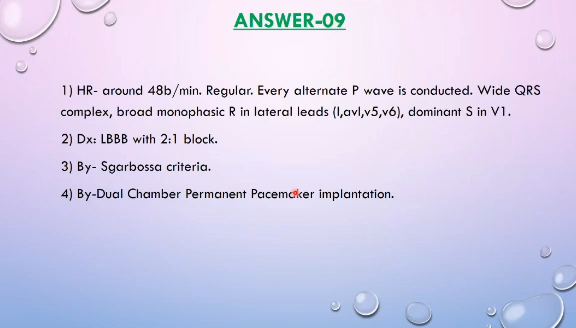 ANSWER-09
1) HR- around 48b/min. Regular. Every alternate P wave is conducted. Wide QRS
complex, broad monophasic R in lateral leads (I,avl,v5,v6), dominant S in V1.
2) Dx: LBBB with 2:1 block.
3) By- Sgarbossa criteria.
4) By-Dual Chamber Permanent Pacemaker implantation.